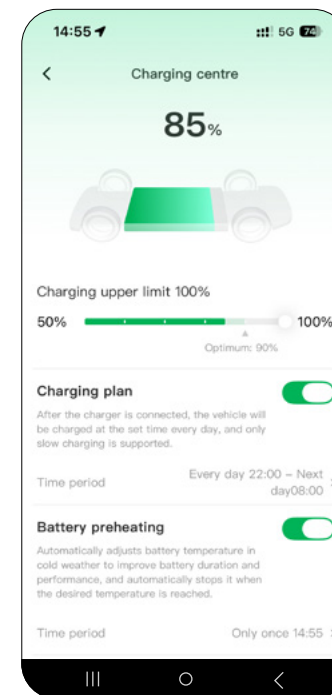 14:55 5G 74
Charging centre
85%
Charging upper limit 100%
50% 100%
Optimum: 90%
Charging plan
After the charger is connected, the vehicle will
be charged at the set time every day, and only
slow charging is supported.
Time period Every day 22:00 – Next
day08:00
Battery preheating
Automatically adjusts battery temperature in
cold weather to improve battery duration and
performance, and automatically stops it when
the desired temperature is reached.
Time period Only once 14:55